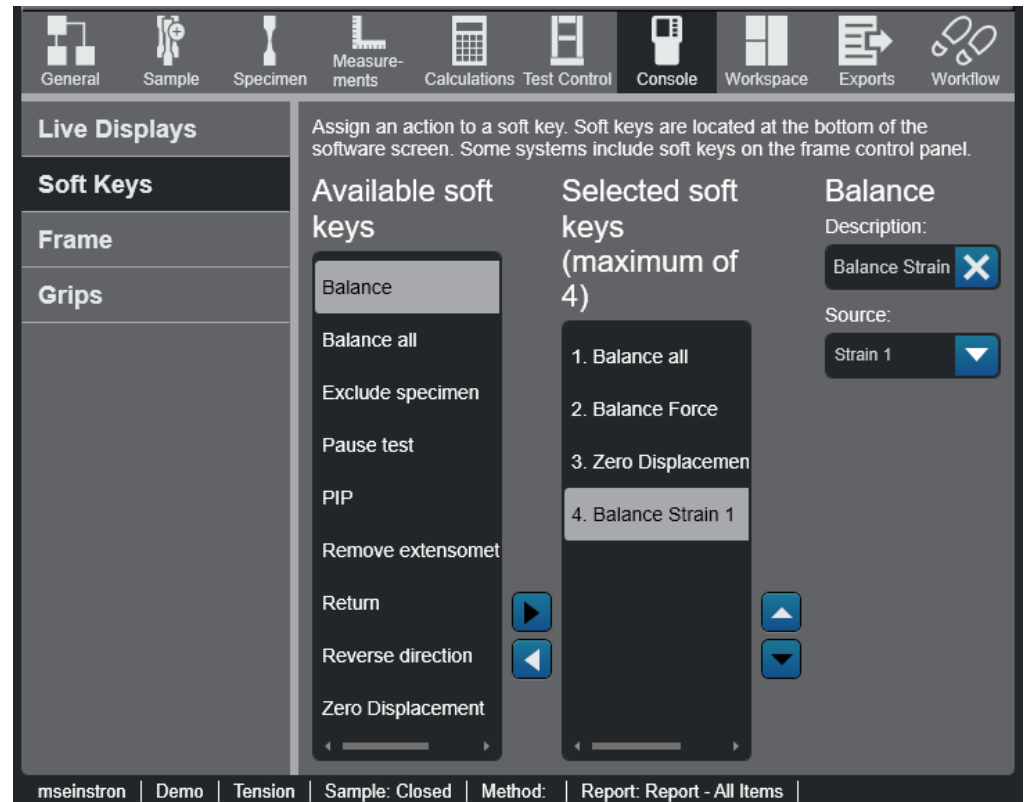 General
Sample
Specimen
Measure-
ments
Calculations
Test Control
Console
Workspace
Exports
Workflow
Live Displays
Soft Keys
Frame
Grips
Assign an action to a soft key. Soft keys are located at the bottom of the
software screen. Some systems include soft keys on the frame control panel.
Available soft
keys
Balance
Balance all
Exclude specimen
Pause test
PIP
Remove extensomet
Return
Reverse direction
Zero Displacement
Selected soft
keys
(maximum of
4)
1. Balance all
2. Balance Force
3. Zero Displacemen
4. Balance Strain 1
Balance
Description:
Balance Strain
Source:
Strain 1
mseinstron | Demo | Tension | Sample: Closed | Method: | Report: Report - All Items |